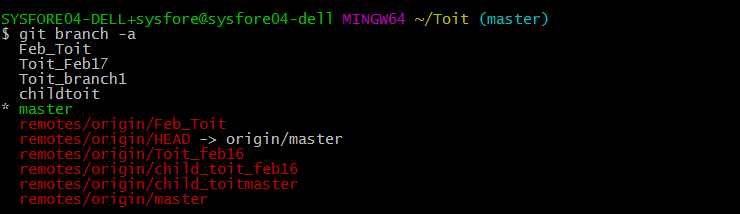 SYSFORE04-DELL+sysfore@sysfore04-dell MINGW64 ~/Toit (master)
$ git branch -a
  Feb_Toit
  Toit_Feb17
  Toit_branch1
  childtoit
* master
  remotes/origin/Feb_Toit
  remotes/origin/HEAD -> origin/master
  remotes/origin/Toit_feb16
  remotes/origin/child_toit_feb16
  remotes/origin/child_toitmaster
  remotes/origin/master